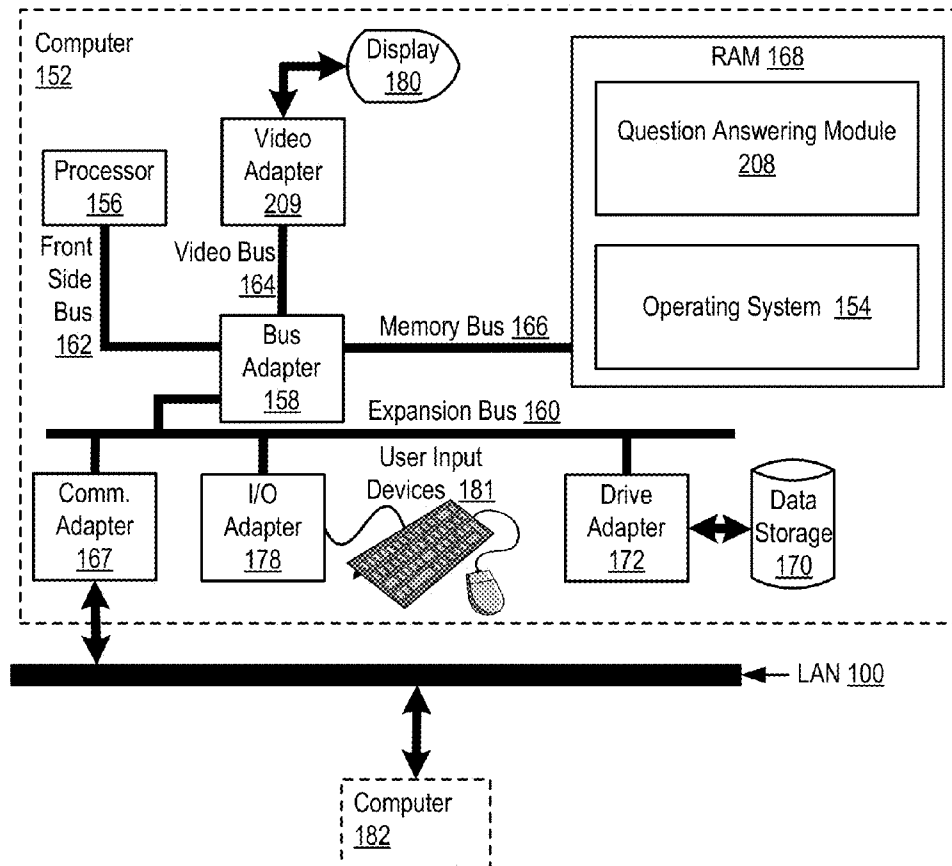 Computer
152
Display
180
RAM 168
Question Answering Module
208
Operating System 154
Video
Adapter
209
Processor
156
Front
Side
Bus
162
Video Bus
164
Bus
Adapter
158
Memory Bus 166
Expansion Bus 160
Comm.
Adapter
167
I/O
Adapter
178
User Input
Devices 181
Drive
Adapter
172
Data
Storage
170
LAN 100
Computer
182